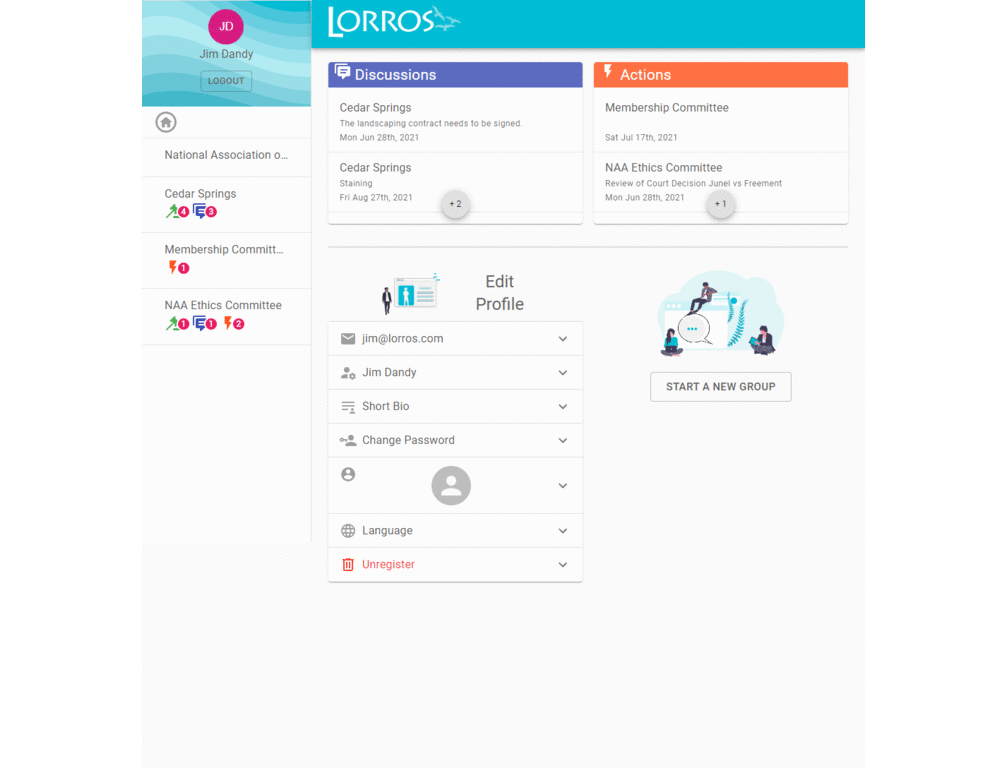 JD
Jim Dandy
LOGOUT
National Association o...
Cedar Springs
4 3
Membership Committ...
1
NAA Ethics Committee
1 1 2
LORROS
Discussions
Cedar Springs
The landscaping contract needs to be signed.
Mon Jun 28th, 2021
Cedar Springs
Staining
Fri Aug 27th, 2021
+ 2
Actions
Membership Committee
Sat Jul 17th, 2021
NAA Ethics Committee
Review of Court Decision Junel vs Freement
Mon Jun 28th, 2021
+ 1
Edit
Profile
jim@lorros.com
Jim Dandy
Short Bio
Change Password
Language
Unregister
START A NEW GROUP